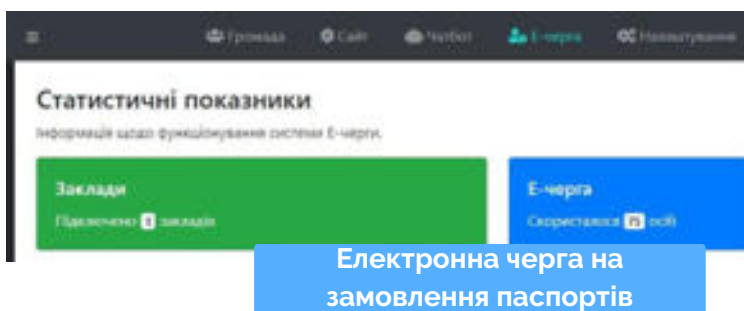 Громада Сайт Чатбот Е-черга Налаштування
Статистичні показники
Інформація щодо функціонування системи Е-черги.
Заклади
Підключено закладів
Е-черга
Скористалося 75 осіб
Електронна черга на
замовлення паспортів